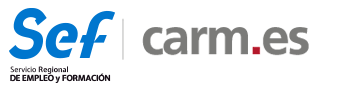 Sef
carm.es
Servicio Regional
DE EMPLEO y FORMACIÓN